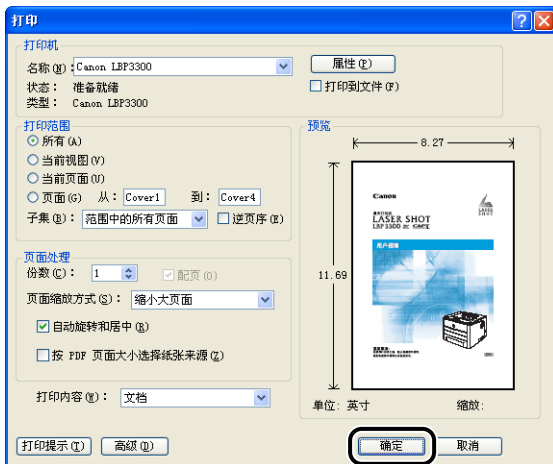 打印
打印机
名称(N): Canon LBP3300
属性(P)
状态: 准备就绪
打印到文件(F)
类型: Canon LBP3300
打印范围
所有(A)
当前视图(V)
当前页面(U)
页面(G) 从: Cover1 到: Cover4
子集(B): 范围中的所有页面 逆页序(E)
页面处理
份数(C): 1 配页(O)
页面缩放方式(S): 缩小大页面
自动旋转和居中(R)
按 PDF 页面大小选择纸张来源(Z)
打印内容(W): 文档
预览
8.27
11.69
Canon
LASER SHOT
LBP3300
用户指南
单位: 英寸 缩放:
打印提示(T) 高级(D) 确定 取消